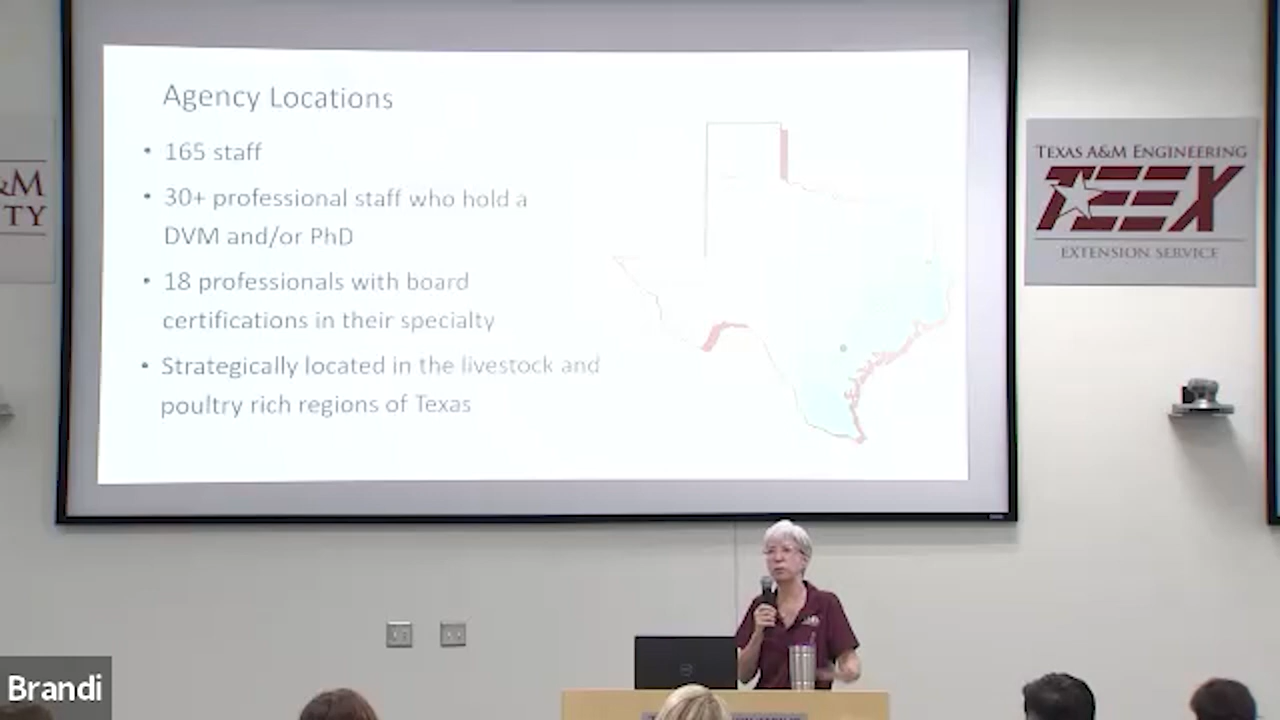 Agency Locations
• 165 staff
• 30+ professional staff who hold a
DVM and/or PhD
• 18 professionals with board
certifications in their specialty
• Strategically located in the livestock and
poultry rich regions of Texas
&M
TY
TEXAS A&M ENGINEERING
TEEX
EXTENSION SERVICE
Brandi